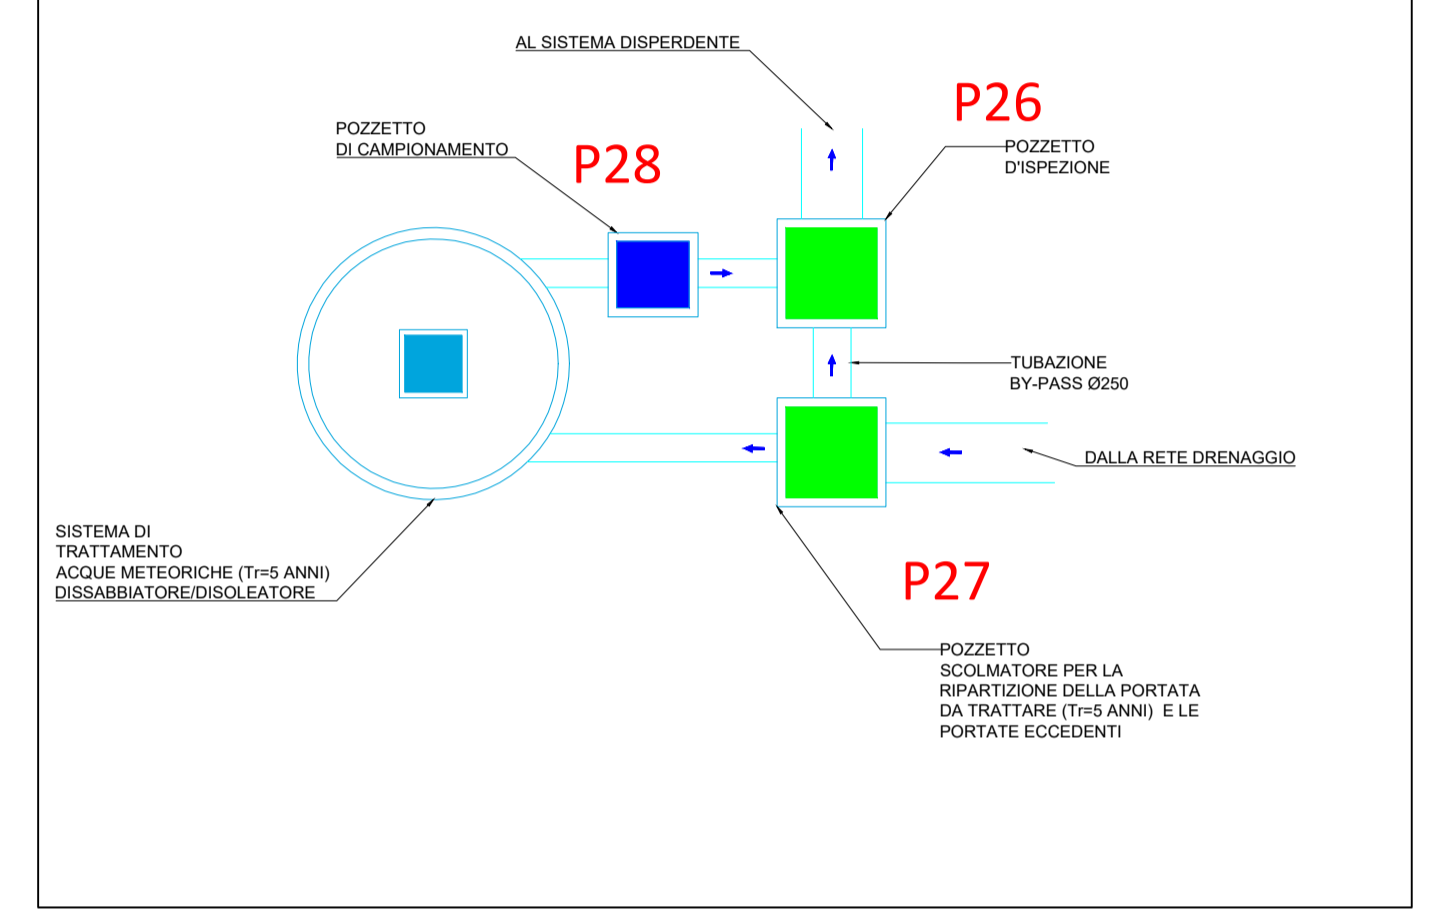 AL SISTEMA DISPERDENTE
P26
POZZETTO
D'ISPEZIONE
POZZETTO
DI CAMPIONAMENTO
P28
TUBAZIONE
BY-PASS Ø250
DALLA RETE DRENAGGIO
SISTEMA DI
TRATTAMENTO
ACQUE METEORICHE (Tr=5 ANNI)
DISSABBIATORE/DISOLEATORE
P27
POZZETTO
SCOLMATORE PER LA
RIPARTIZIONE DELLA PORTATA
DA TRATTARE (Tr=5 ANNI) E LE
PORTATE ECCEDENTI